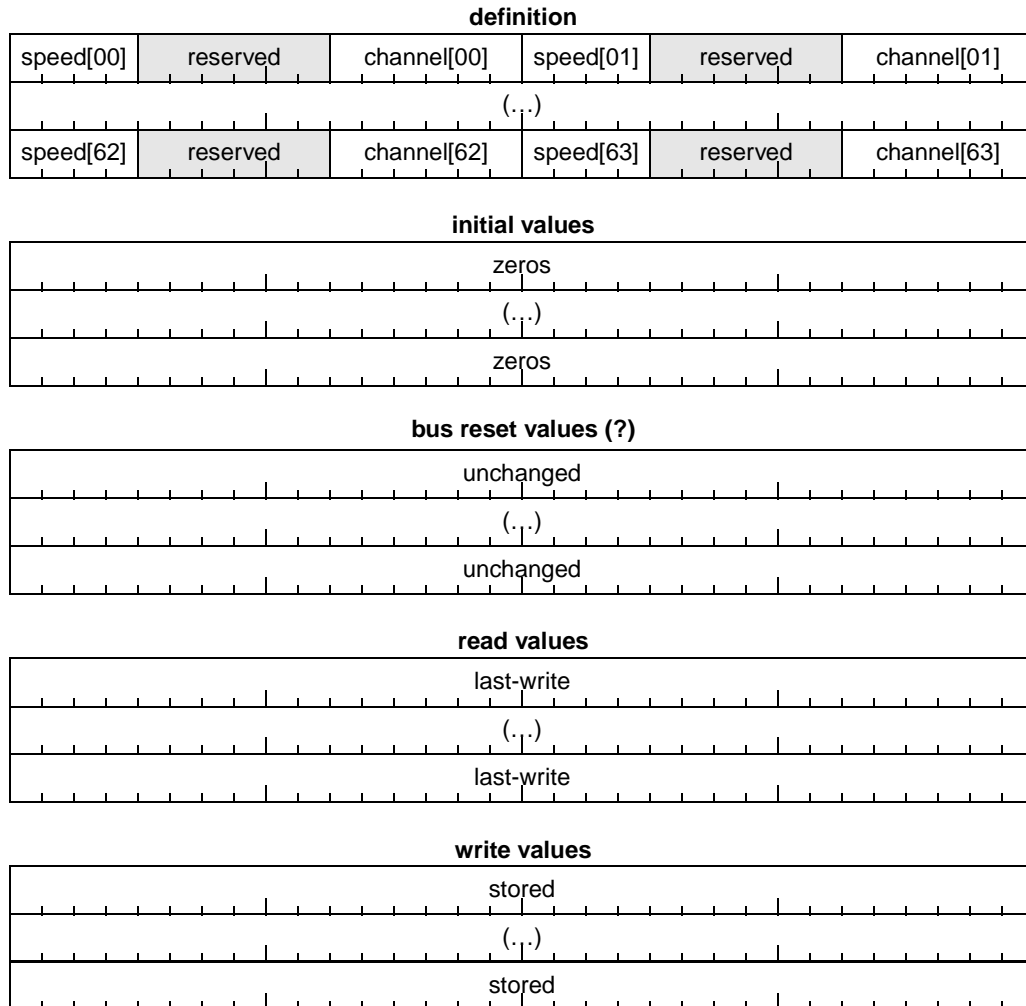 definition
speed[00] reserved channel[00] speed[01] reserved channel[01]
(…)
speed[62] reserved channel[62] speed[63] reserved channel[63]
initial values
zeros
(…)
zeros
bus reset values (?)
unchanged
(…)
unchanged
read values
last-write
(…)
last-write
write values
stored
(…)
stored